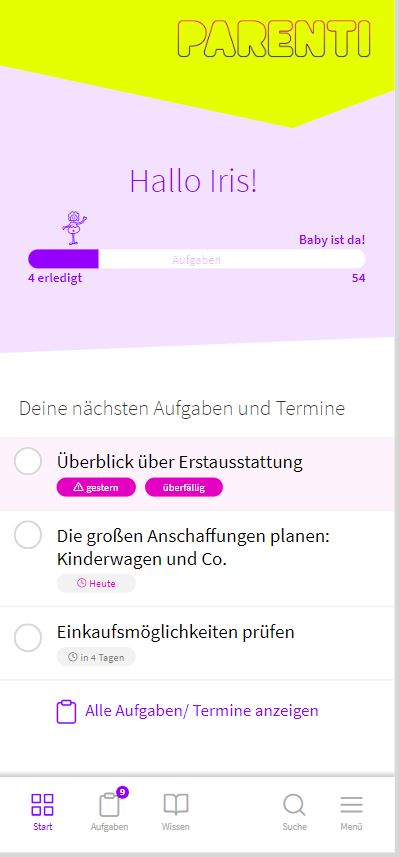 PARENTI
Hallo Iris!
Baby ist da!
Aufgaben
4 erledigt 54
Deine nächsten Aufgaben und Termine
Überblick über Erstausstattung
gestern überfällig
Die großen Anschaffungen planen:
Kinderwagen und Co.
Heute
Einkaufsmöglichkeiten prüfen
in 4 Tagen
Alle Aufgaben/ Termine anzeigen
9
Start Aufgaben Wissen Suche Menü